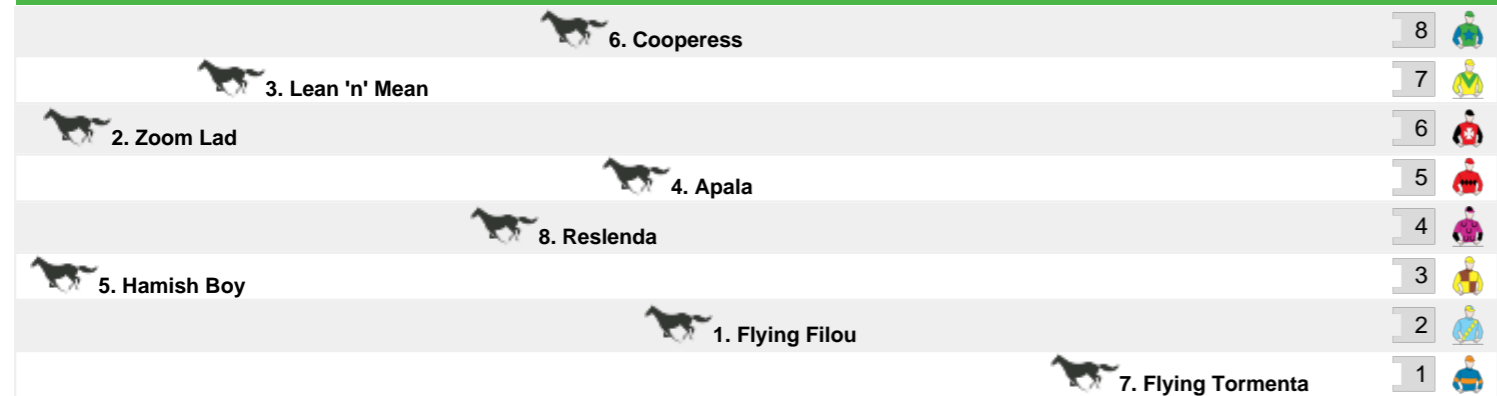 6. Cooperess 8
3. Lean 'n' Mean 7
2. Zoom Lad 6
4. Apala 5
8. Reslenda 4
5. Hamish Boy 3
1. Flying Filou 2
7. Flying Tormenta 1